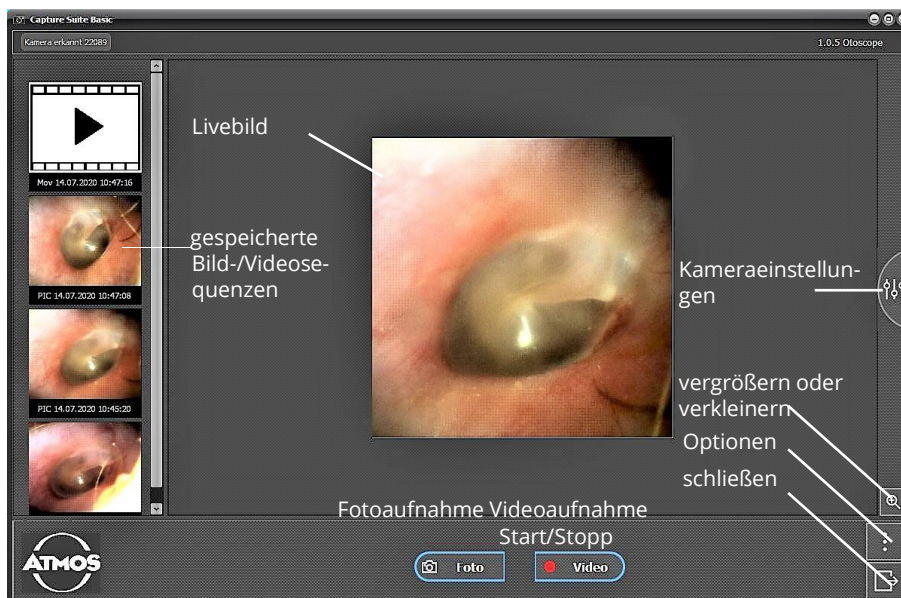 Capture Suite Basic
Kamera erkannt 22089
1.0.5 Otoscope
Mov 14.07.2020 10:47:16
PIC 14.07.2020 10:47:08
PIC 14.07.2020 10:45:20
Livebild
gespeicherte
Bild-/Videose-
quenzen
Kameraeinstellun-
gen
vergrößern oder
verkleinern
Optionen
schließen
Fotoaufnahme Videoaufnahme
Start/Stopp
ATMOS
Foto
Video